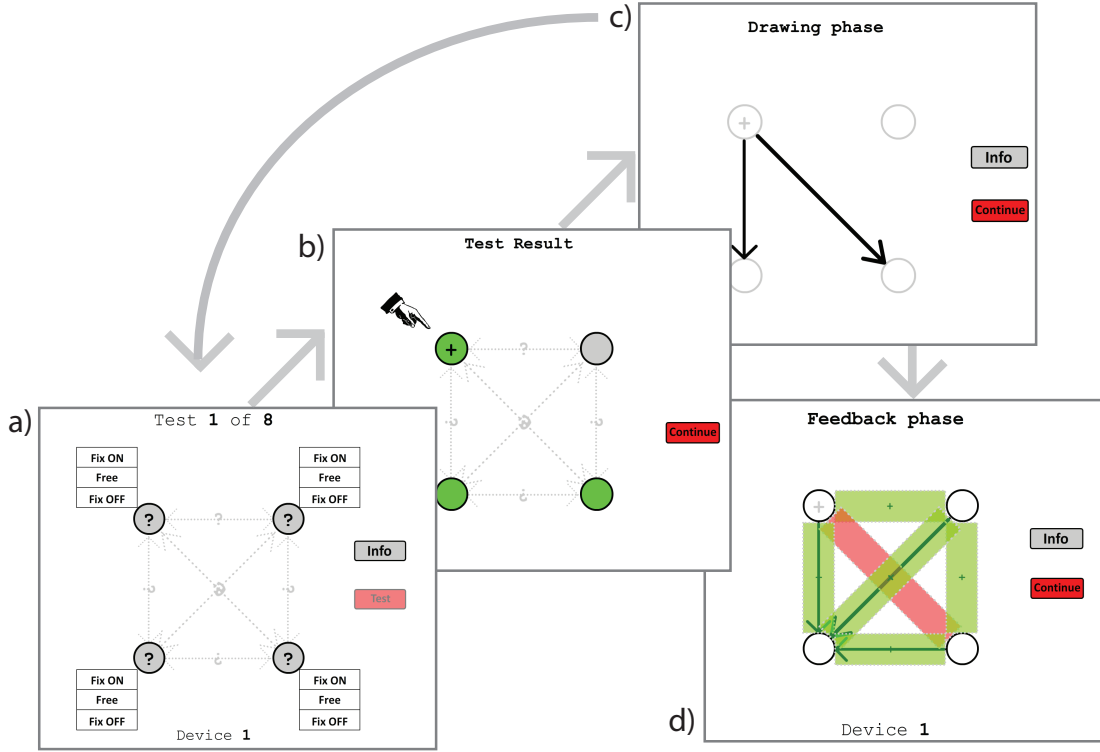 c)
Drawing phase
+
Info
Continue
b)
Test Result
+
?
? ? ?
?
Continue
a)
Test 1 of 8
Fix ON Fix ON
Free Free
Fix OFF Fix OFF
? ? ?
? ? ?
Info
Test
? ? ?
Fix ON Fix ON
Free Free
Fix OFF Fix OFF
Device 1
d)
Feedback phase
+ +
Info
+ + +
Continue
+
Device 1